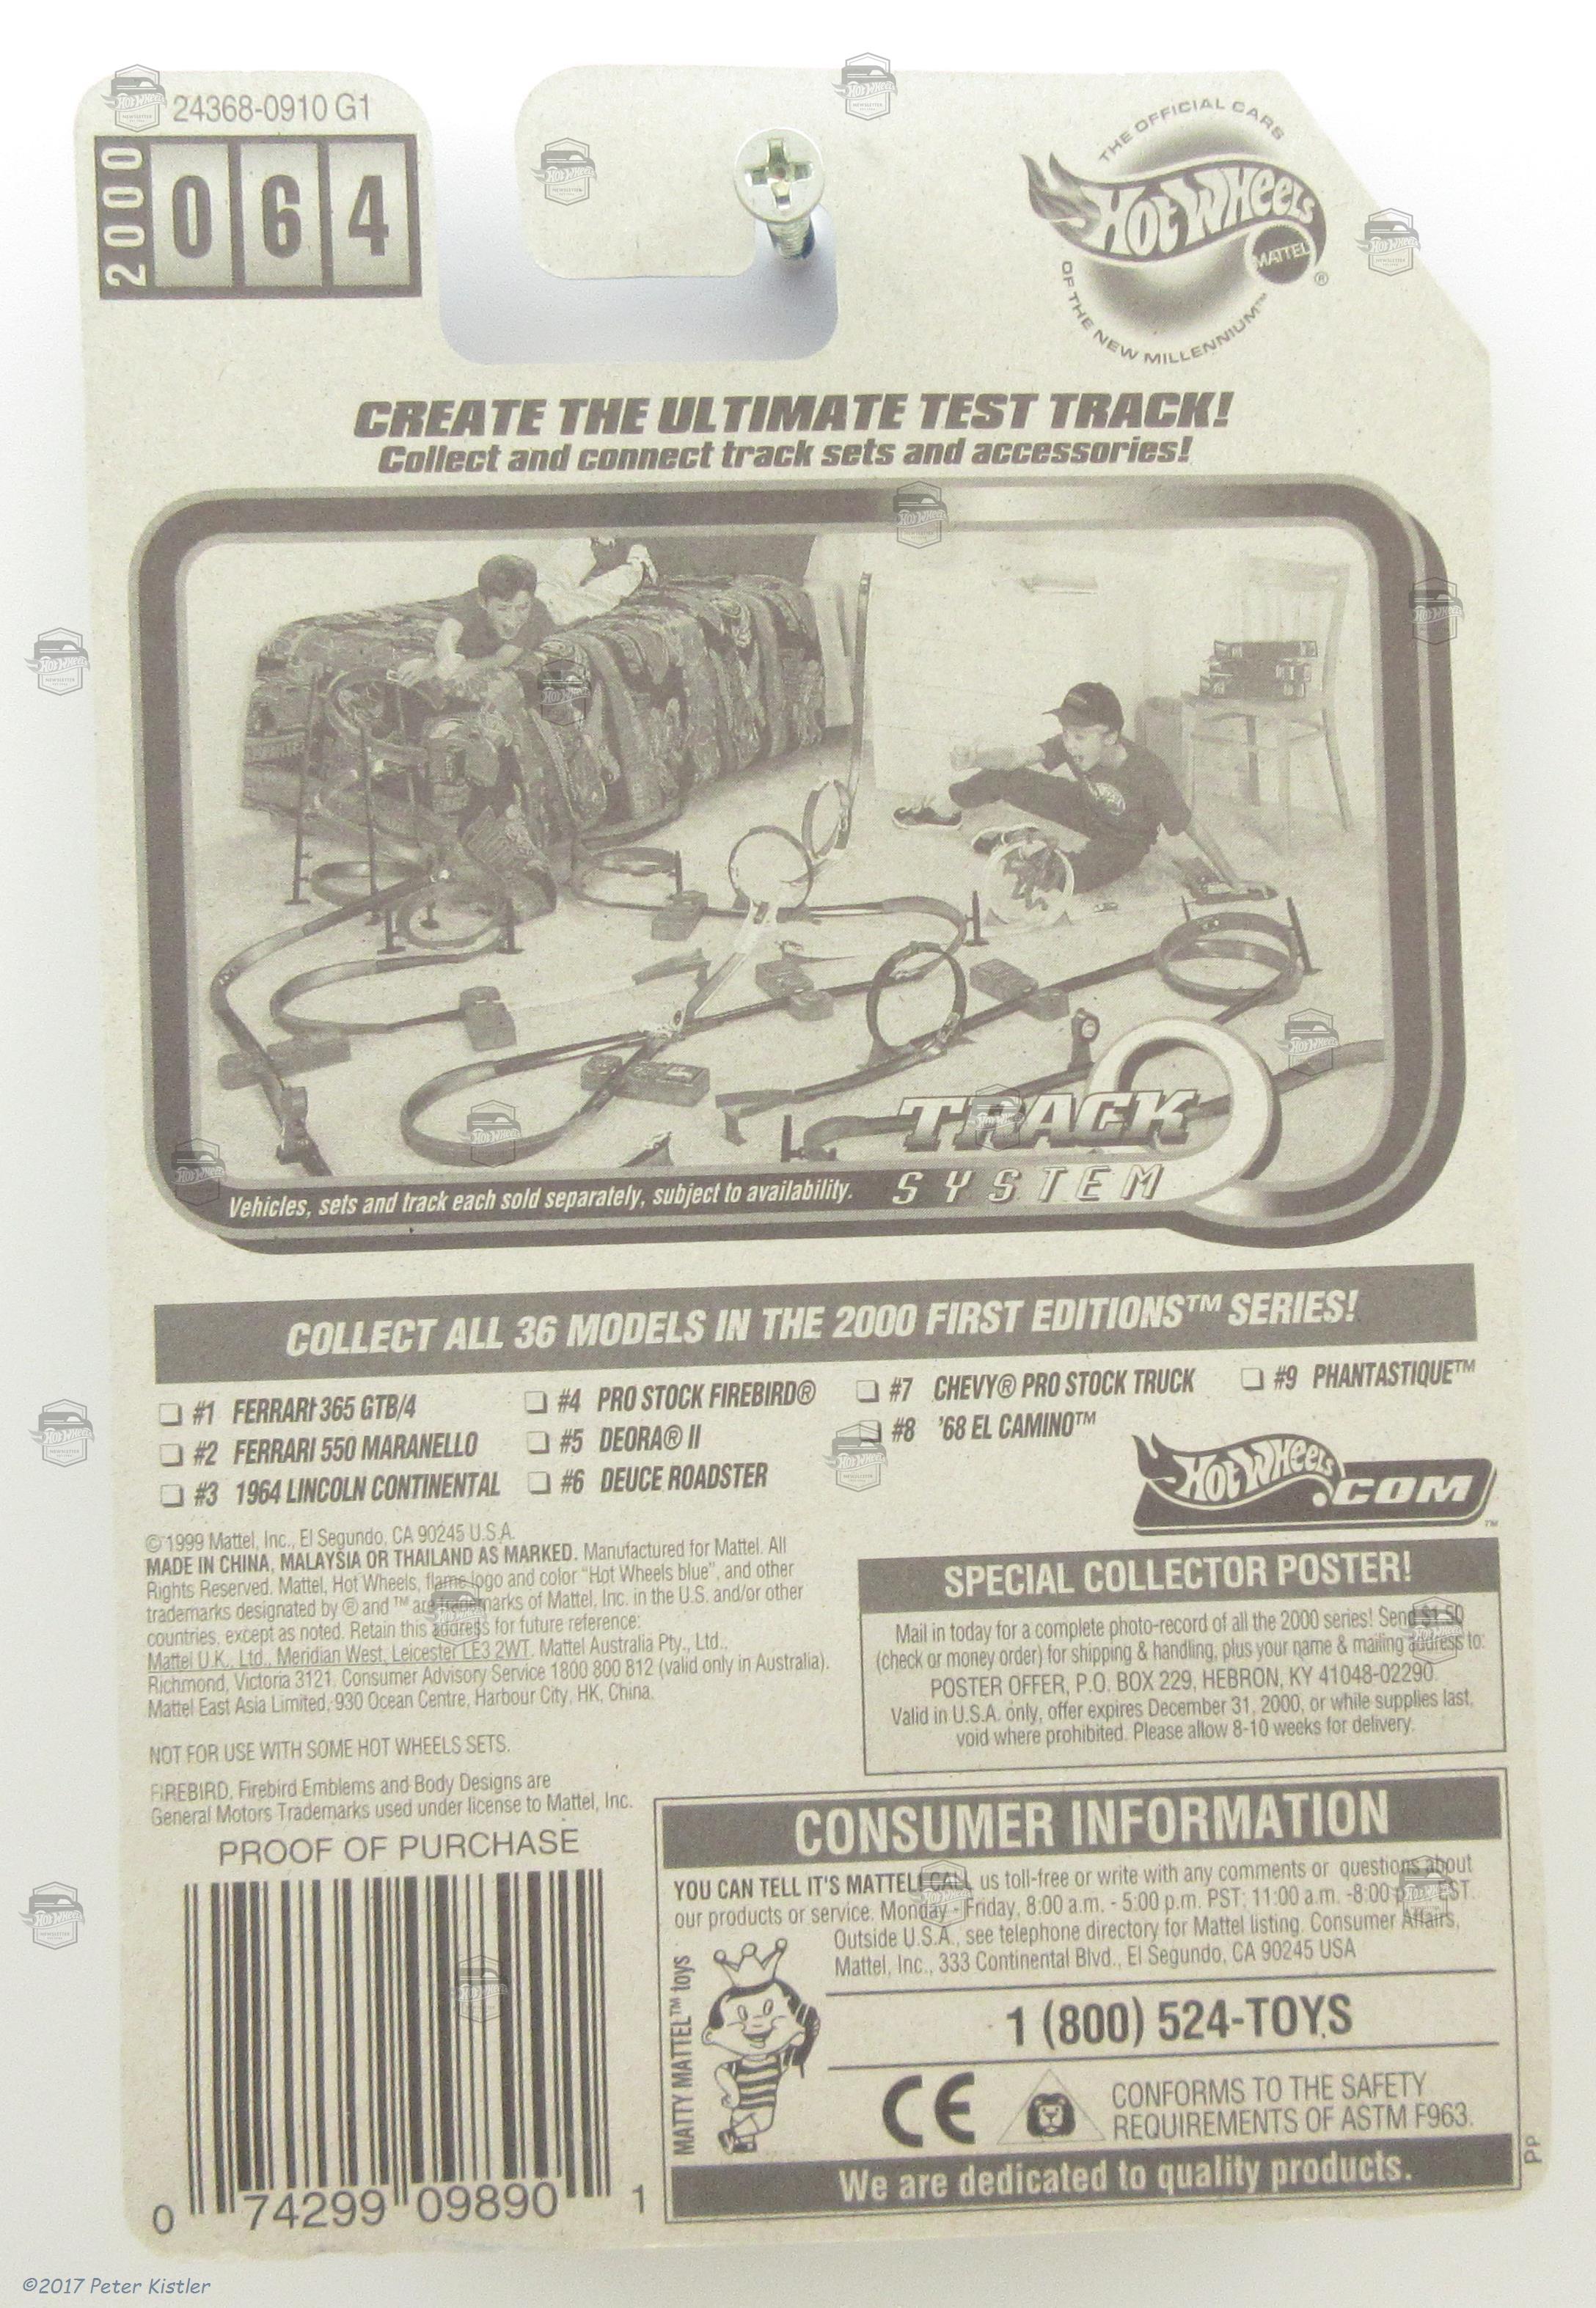 24368-0910 G1
2000
064
THE OFFICIAL CARS
HOT WHEELS
MATTEL
®
OF THE NEW MILLENNIUM™
CREATE THE ULTIMATE TEST TRACK!
Collect and connect track sets and accessories!
TRACK
SYSTEM
Vehicles, sets and track each sold separately, subject to availability.
COLLECT ALL 36 MODELS IN THE 2000 FIRST EDITIONS™ SERIES!
#1 FERRARI 365 GTB/4
#2 FERRARI 550 MARANELLO
#3 1964 LINCOLN CONTINENTAL
#4 PRO STOCK FIREBIRD®
#5 DEORA® II
#6 DEUCE ROADSTER
#7 CHEVY® PRO STOCK TRUCK
#8 '68 EL CAMINO™
#9 PHANTASTIQUE™
HOT WHEELS.COM™
©1999 Mattel, Inc., El Segundo, CA 90245 U.S.A.
MADE IN CHINA, MALAYSIA OR THAILAND AS MARKED. Manufactured for Mattel. All
Rights Reserved. Mattel, Hot Wheels, flame logo and color "Hot Wheels blue", and other
trademarks designated by ® and ™ are trademarks of Mattel, Inc. in the U.S. and/or other
countries, except as noted. Retain this address for future reference:
Mattel U.K., Ltd., Meridian West, Leicester LE3 2WT. Mattel Australia Pty., Ltd.,
Richmond, Victoria 3121. Consumer Advisory Service 1800 800 812 (valid only in Australia).
Mattel East Asia Limited, 930 Ocean Centre, Harbour City, HK, China.
NOT FOR USE WITH SOME HOT WHEELS SETS.
FIREBIRD, Firebird Emblems and Body Designs are
General Motors Trademarks used under license to Mattel, Inc.
SPECIAL COLLECTOR POSTER!
Mail in today for a complete photo-record of all the 2000 series! Send $1.50
(check or money order) for shipping & handling, plus your name & mailing address to:
POSTER OFFER, P.O. BOX 229, HEBRON, KY 41048-02290.
Valid in U.S.A. only, offer expires December 31, 2000, or while supplies last,
void where prohibited. Please allow 8-10 weeks for delivery.
PROOF OF PURCHASE
0 74299 09890 1
CONSUMER INFORMATION
YOU CAN TELL IT'S MATTEL! CALL us toll-free or write with any comments or questions about
our products or service. Monday - Friday, 8:00 a.m. - 5:00 p.m. PST; 11:00 a.m. -8:00 p.m. EST.
Outside U.S.A., see telephone directory for Mattel listing. Consumer Affairs,
Mattel, Inc., 333 Continental Blvd., El Segundo, CA 90245 USA
MATTY MATTEL™ toys
1 (800) 524-TOYS
CE
CONFORMS TO THE SAFETY
REQUIREMENTS OF ASTM F963.
We are dedicated to quality products.
PP
©2017 Peter Kistler